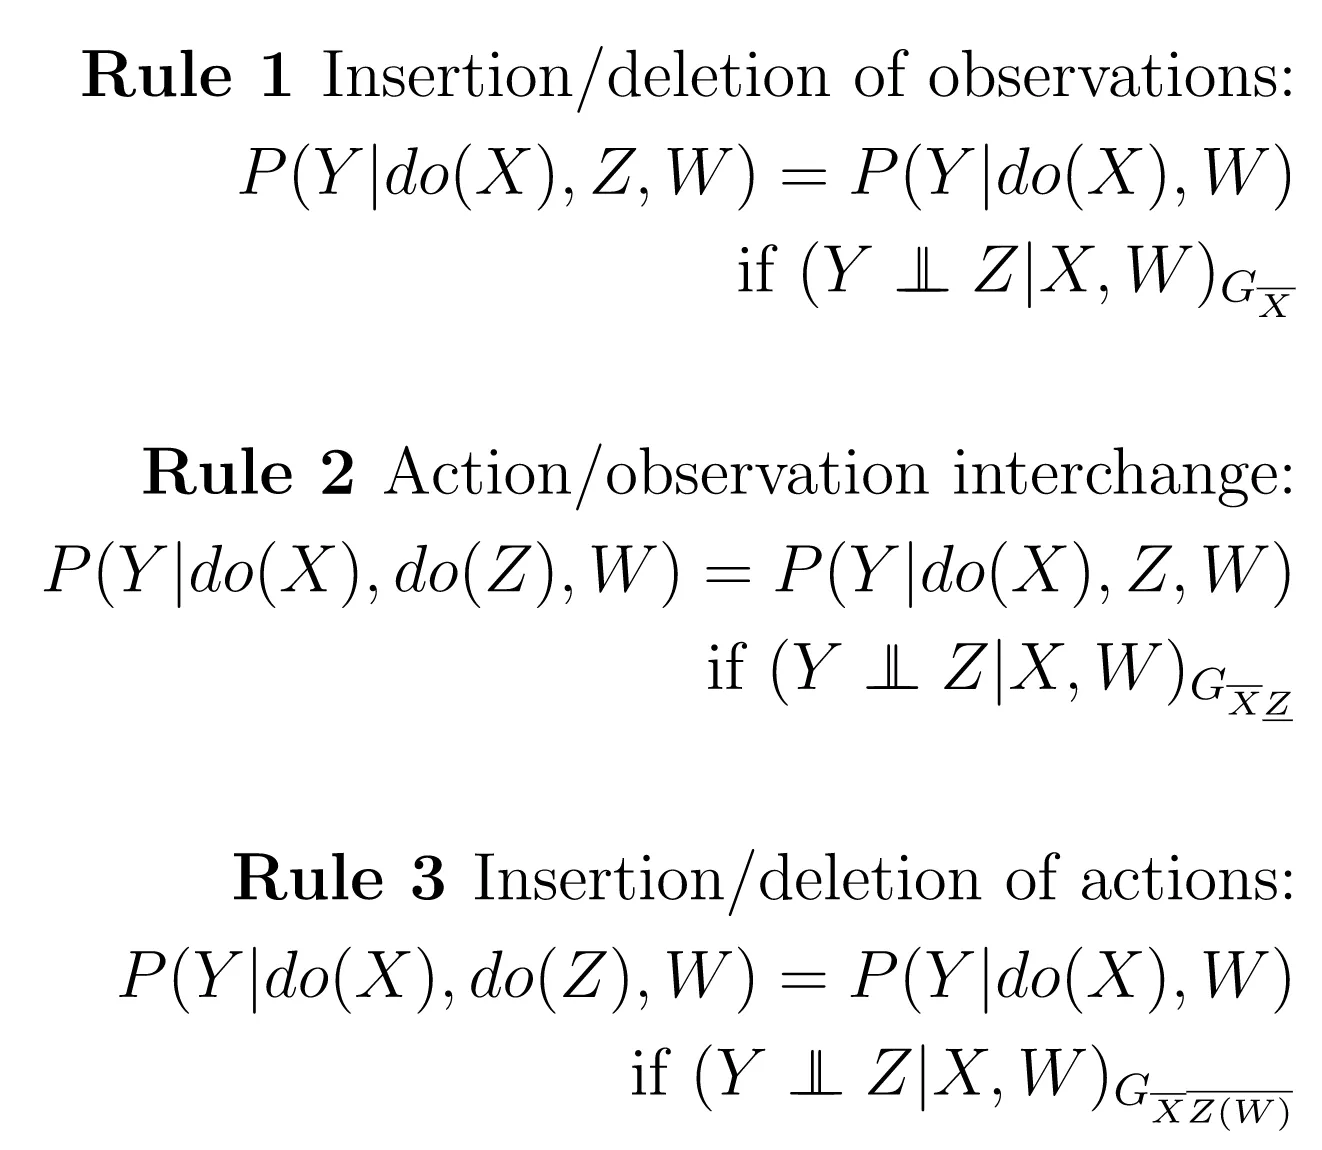 Rule 1 Insertion/deletion of observations:
P(Y|do(X), Z, W) = P(Y|do(X), W)
if (Y ⫫ Z|X, W)_{G_{\overline{X}}}
Rule 2 Action/observation interchange:
P(Y|do(X), do(Z), W) = P(Y|do(X), Z, W)
if (Y ⫫ Z|X, W)_{G_{\overline{X}\underline{Z}}}
Rule 3 Insertion/deletion of actions:
P(Y|do(X), do(Z), W) = P(Y|do(X), W)
if (Y ⫫ Z|X, W)_{G_{\overline{X}\overline{Z(W)}}}